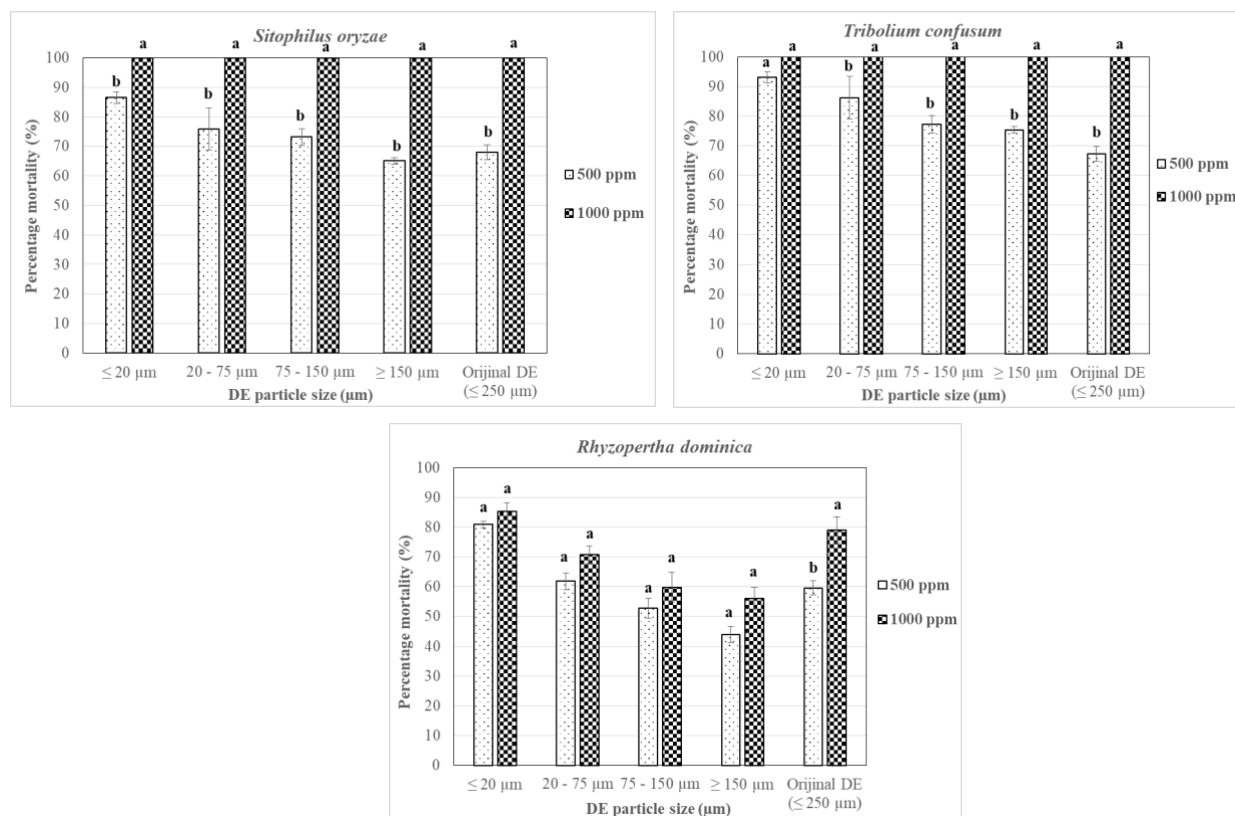 Sitophilus oryzae
Percentage mortality (%)
100
90
80
70
60
50
40
30
20
10
0
a a a a a
b b b b b
≤ 20 µm 20 - 75 µm 75 - 150 µm ≥ 150 µm Orijinal DE
(≤ 250 µm)
DE particle size (µm)
500 ppm
1000 ppm
Tribolium confusum
Percentage mortality (%)
100
90
80
70
60
50
40
30
20
10
0
a a b a b a b a b a
≤ 20 µm 20 - 75 µm 75 - 150 µm ≥ 150 µm Orijinal DE
(≤ 250 µm)
DE particle size (µm)
500 ppm
1000 ppm
Rhyzopertha dominica
Percentage mortality (%)
100
90
80
70
60
50
40
30
20
10
0
a a a a a a a a b a
≤ 20 µm 20 - 75 µm 75 - 150 µm ≥ 150 µm Orijinal DE
(≤ 250 µm)
DE particle size (µm)
500 ppm
1000 ppm